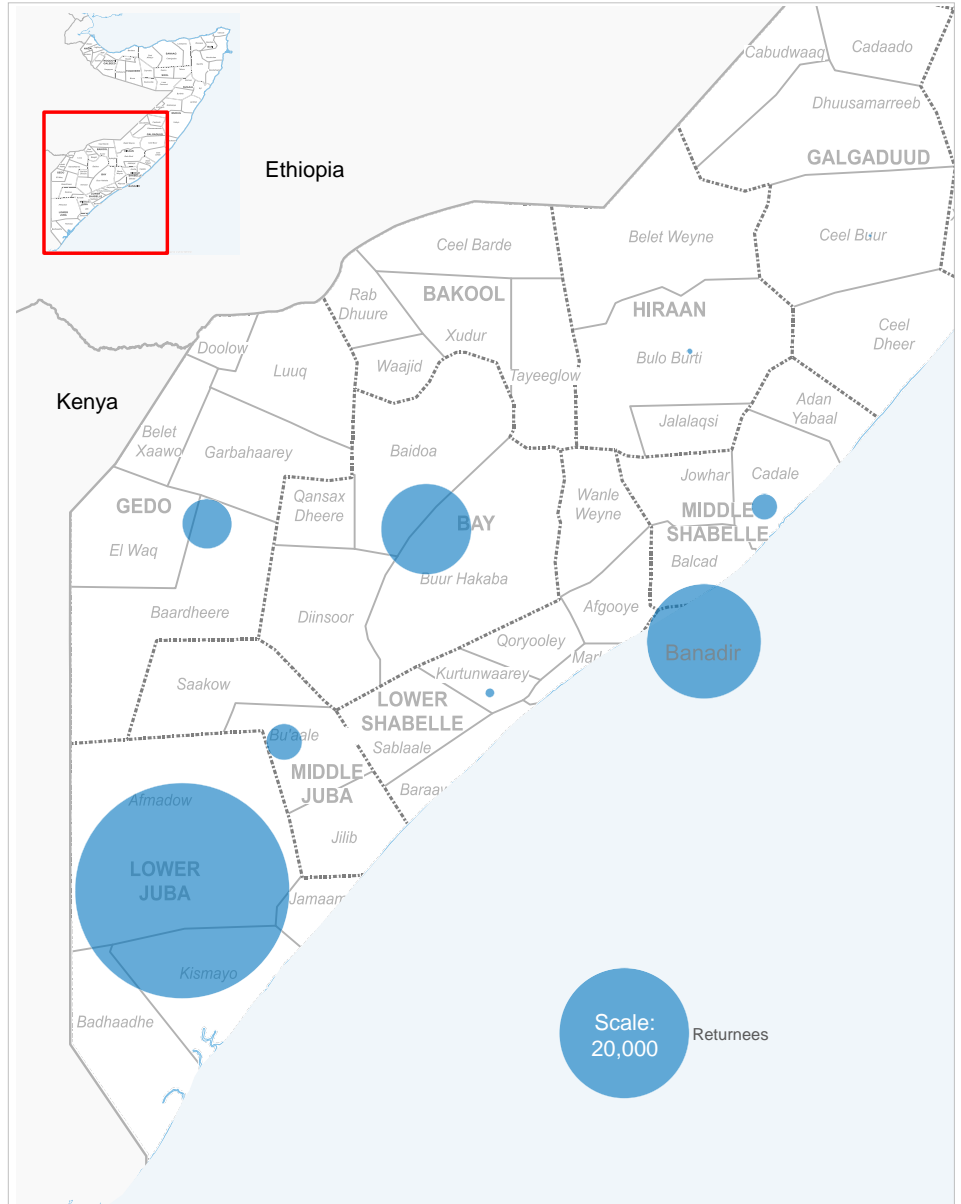 Cabudwaaq
Cadaado
Dhuusamarreeb
GALGADUUD
Ethiopia
Belet Weyne
Ceel Buur
Ceel Barde
Rab
Dhuure
BAKOOL
HIRAAN
Xudur
Ceel
Dheer
Doolow
Luuq
Waajid
Tayeeglow
Bulo Burti
Kenya
Adan
Yabaal
Jalalaqsi
Belet
Xaawo
Garbahaarey
Baidoa
Jowhar
Cadale
GEDO
Qansax
Dheere
Wanle
Weyne
BAY
MIDDLE
SHABELLE
El Waq
Balcad
Buur Hakaba
Baardheere
Diinsoor
Afgooye
Qoryooley
Banadir
Saakow
Kurtunwaarey
LOWER
SHABELLE
Bu'aale
Sablaale
MIDDLE
JUBA
Afmadow
Baraaw
Jilib
LOWER
JUBA
Jamaam
Kismayo
Badhaadhe
Scale:
20,000
Returnees